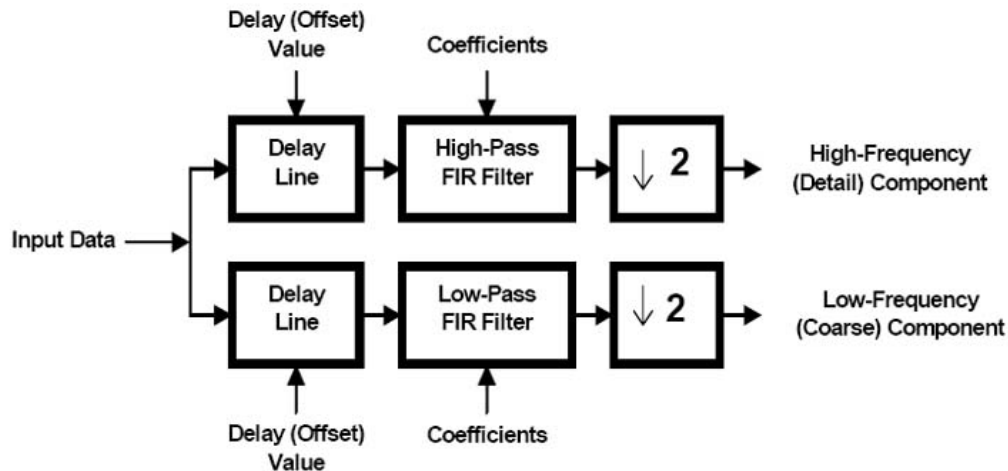 Delay (Offset)
Value
Coefficients
Delay
Line
High-Pass
FIR Filter
↓ 2
High-Frequency
(Detail) Component
Input Data
Delay
Line
Low-Pass
FIR Filter
↓ 2
Low-Frequency
(Coarse) Component
Delay (Offset)
Value
Coefficients